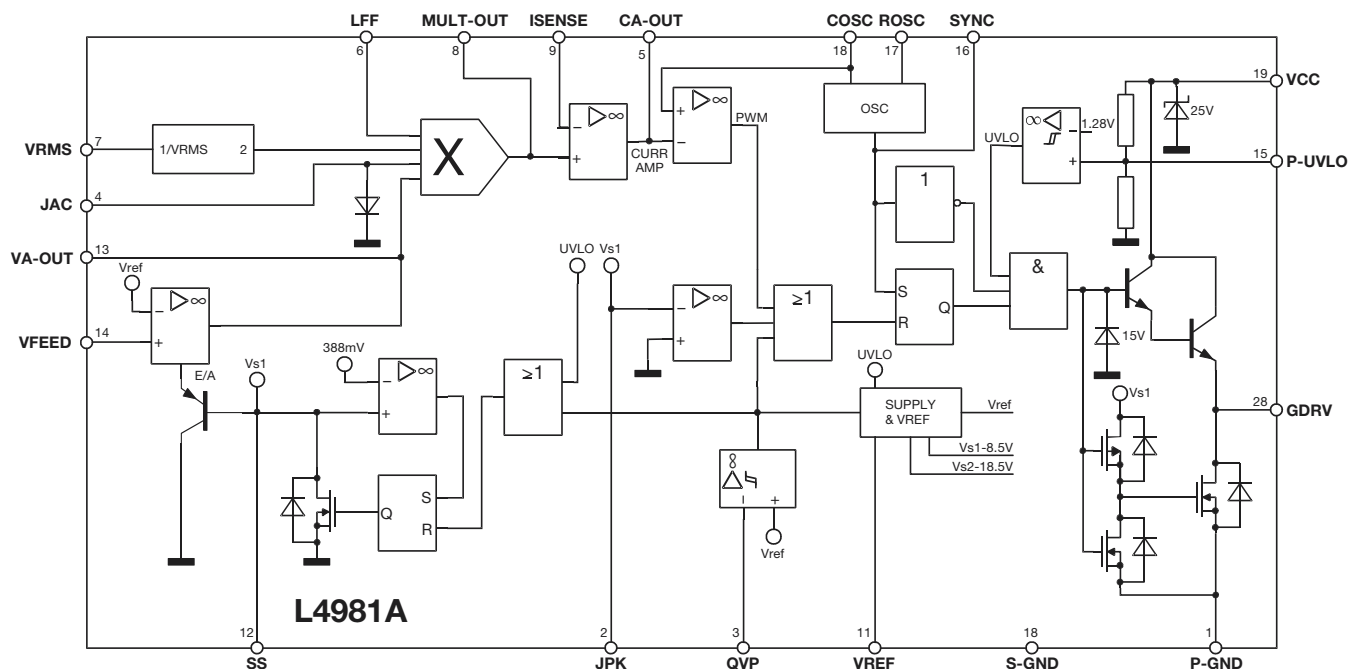 LFF MULT-OUT ISENSE CA-OUT COSC ROSC SYNC
6 8 9 5 18 17 16
19 VCC
OSC
25V
∞ 1.28V
∞
+ ∞
PWM
UVLO
VRMS 7 1/VRMS 2
X
−
+
CURR
AMP
−
+
15 P-UVLO
1
JAC 4
VA-OUT 13
UVLO Vs1
&
Vref
∞
−
+
VFEED 14
E/A
−
∞
+
≥1
S
R
Q
15V
388mV
Vs1
−
∞
+
≥1
UVLO
SUPPLY
& VREF
Vref
Vs1-8.5V
Vs2-18.5V
Vs1
28 GDRV
∞
− +
Vref
Q
S
R
L4981A
12 2 3 11 18 1
SS JPK QVP VREF S-GND P-GND